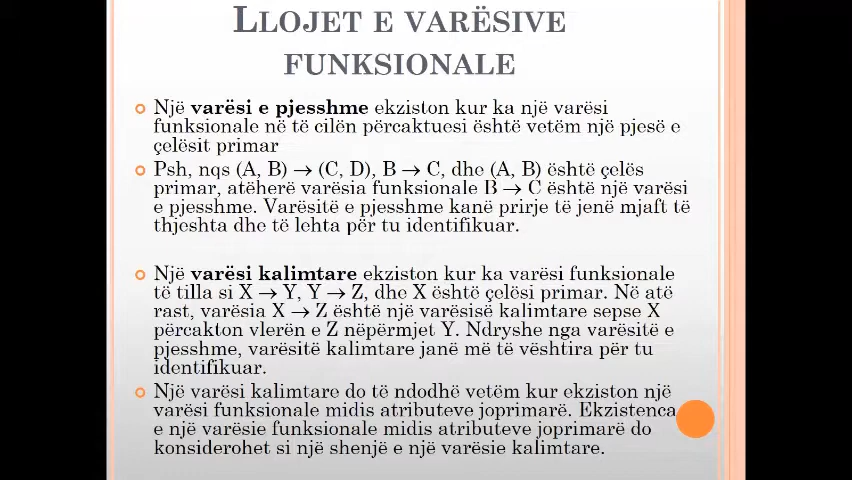 LLOJET E VARËSIVE
FUNKSIONALE
Një varësi e pjesshme ekziston kur ka një varësi
funksionale në të cilën përcaktuesi është vetëm një pjesë e
çelësit primar
Psh, nqs (A, B) → (C, D), B → C, dhe (A, B) është çelës
primar, atëherë varësia funksionale B → C është një varësi
e pjesshme. Varësitë e pjesshme kanë prirje të jenë mjaft të
thjeshta dhe të lehta për tu identifikuar.
Një varësi kalimtare ekziston kur ka varësi funksionale
të tilla si X → Y, Y → Z, dhe X është çelësi primar. Në atë
rast, varësia X → Z është një varësisë kalimtare sepse X
përcakton vlerën e Z nëpërmjet Y. Ndryshe nga varësitë e
pjesshme, varësitë kalimtare janë më të vështira për tu
identifikuar.
Një varësi kalimtare do të ndodhë vetëm kur ekziston një
varësi funksionale midis atributeve joprimarë. Ekzistenca
e një varësie funksionale midis atributeve joprimarë do
konsiderohet si një shenjë e një varësie kalimtare.